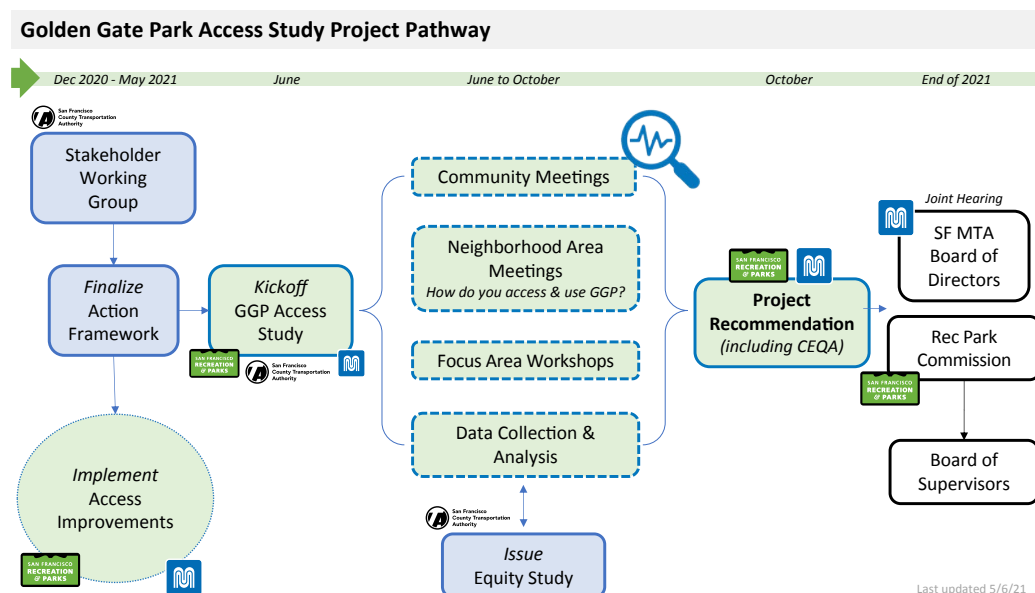 Golden Gate Park Access Study Project Pathway
Dec 2020 - May 2021
June
June to October
October
End of 2021
San Francisco
County Transportation
Authority
Stakeholder
Working
Group
Finalize
Action
Framework
Implement
Access
Improvements
SAN FRANCISCO
RECREATION
& PARKS
Kickoff
GGP Access
Study
SAN FRANCISCO
RECREATION
& PARKS
San Francisco
County Transportation
Authority
Community Meetings
Neighborhood Area
Meetings
How do you access & use GGP?
Focus Area Workshops
Data Collection &
Analysis
San Francisco
County Transportation
Authority
Issue
Equity Study
SAN FRANCISCO
RECREATION
& PARKS
Project
Recommendation
(including CEQA)
Joint Hearing
SF MTA
Board of
Directors
Rec Park
Commission
SAN FRANCISCO
RECREATION
& PARKS
Board of
Supervisors
Last updated 5/6/21